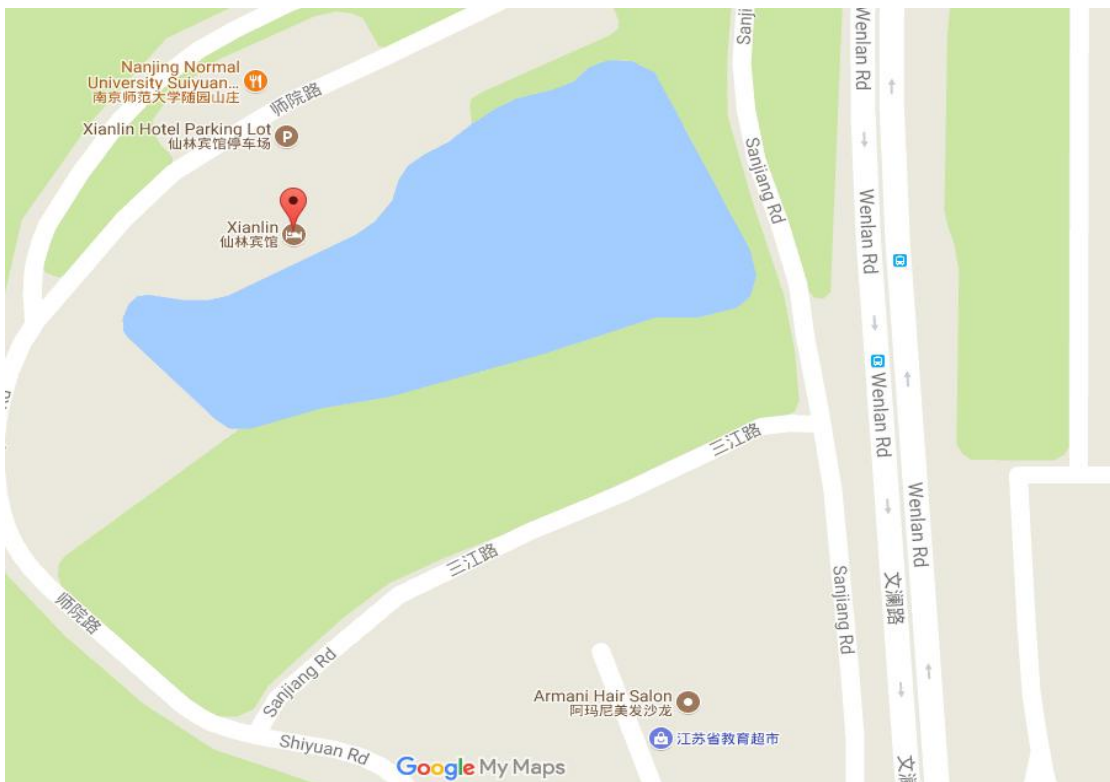 Nanjing Normal
University Suiyuan...
南京师范大学随园山庄
师院路
Xianlin Hotel Parking Lot
仙林宾馆停车场
P
Xianlin
仙林宾馆
Sanjiang Rd
Wenlan Rd
Wenlan Rd
Wenlan Rd
三江路
三江路
Wenlan Rd
师院路
Sanjiang Rd
文澜路
Sanjiang Rd
Armani Hair Salon
阿玛尼美发沙龙
江苏省教育超市
Shiyuan Rd
Google My Maps